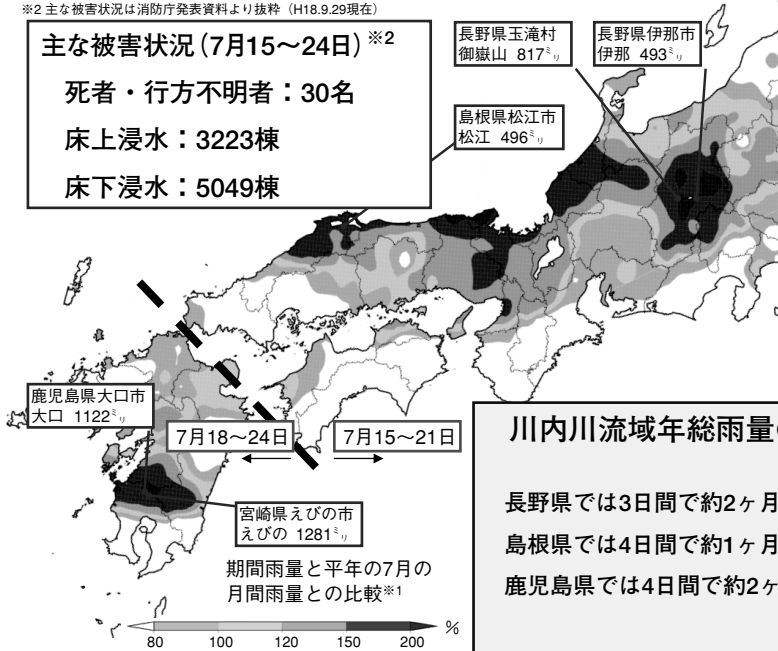 ※2 主な被害状況は消防庁発表資料より抜粋（H18.9.29現在）
主な被害状況（7月15～24日）※2
死者・行方不明者：30名
床上浸水：3223棟
床下浸水：5049棟
長野県玉滝村
御嶽山 817ミリ
長野県伊那市
伊那 493ミリ
島根県松江市
松江 496ミリ
鹿児島県大口市
大口 1122ミリ
7月18～24日
7月15～21日
宮崎県えびの市
えびの 1281ミリ
期間雨量と平年の7月の
月間雨量との比較※1
80 100 120 150 200 %
川内川流域年総雨量の
長野県では3日間で約2ヶ月
島根県では4日間で約1ヶ月
鹿児島県では4日間で約2ヶ